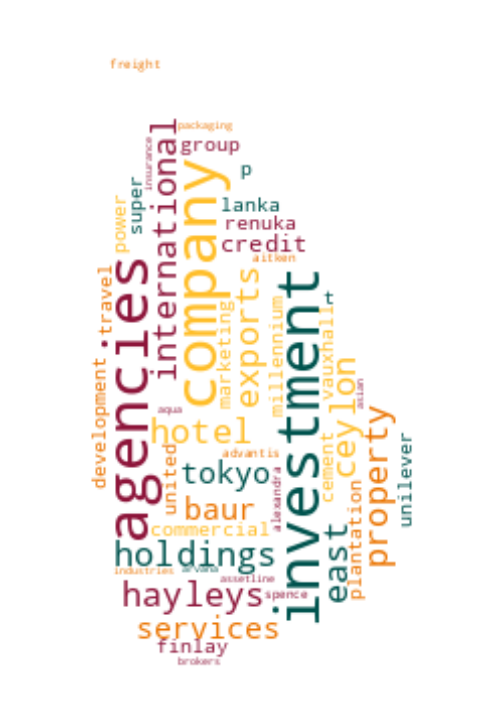 freight
packaging
international
insurance
group
company
p
super
power
lanka
renuka
credit
aitken
agencies
travel
exports
investment
t
marketing
millennium
vauxhall
development
ceylon
asian
aqua
hotel
property
unilever
united
advantis
tokyo
cement
alexandra
plantation
baur
commercial
east
holdings
industries
arvana
assetline
hayleys
spence
services
finlay
brokers